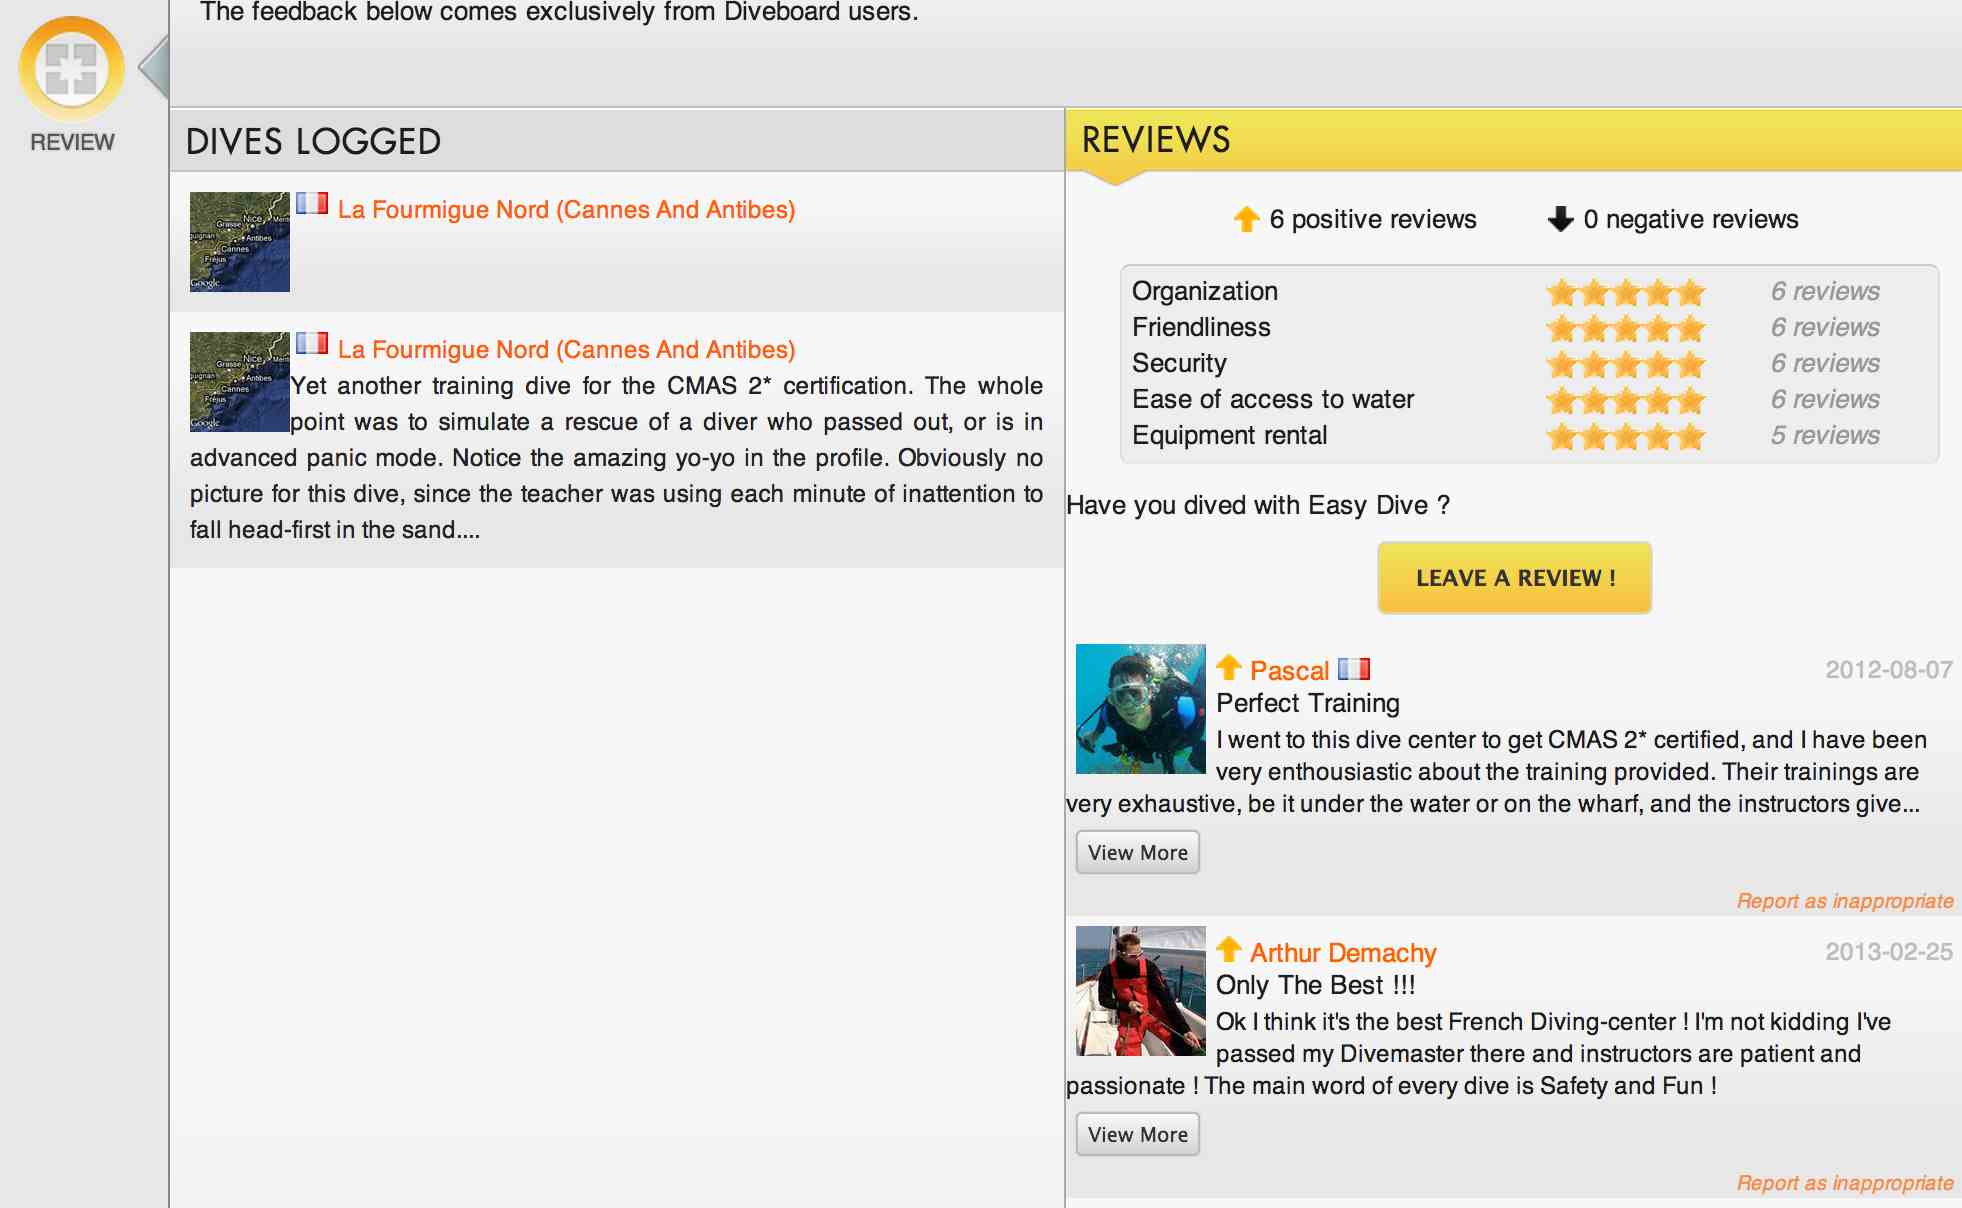 The feedback below comes exclusively from Diveboard users.
REVIEW
DIVES LOGGED
La Fourmigue Nord (Cannes And Antibes)
Nice
Grasse
Antibes
Cannes
Fréjus
Google
La Fourmigue Nord (Cannes And Antibes)
Nice
Grasse
Antibes
Cannes
Fréjus
Google
Yet another training dive for the CMAS 2* certification. The whole
point was to simulate a rescue of a diver who passed out, or is in
advanced panic mode. Notice the amazing yo-yo in the profile. Obviously no
picture for this dive, since the teacher was using each minute of inattention to
fall head-first in the sand....
REVIEWS
6 positive reviews 0 negative reviews
Organization 6 reviews
Friendliness 6 reviews
Security 6 reviews
Ease of access to water 6 reviews
Equipment rental 5 reviews
Have you dived with Easy Dive ?
LEAVE A REVIEW !
Pascal 2012-08-07
Perfect Training
I went to this dive center to get CMAS 2* certified, and I have been
very enthousiastic about the training provided. Their trainings are
very exhaustive, be it under the water or on the wharf, and the instructors give...
View More
Report as inappropriate
Arthur Demachy 2013-02-25
Only The Best !!!
Ok I think it's the best French Diving-center ! I'm not kidding I've
passed my Divemaster there and instructors are patient and
passionate ! The main word of every dive is Safety and Fun !
View More
Report as inappropriate